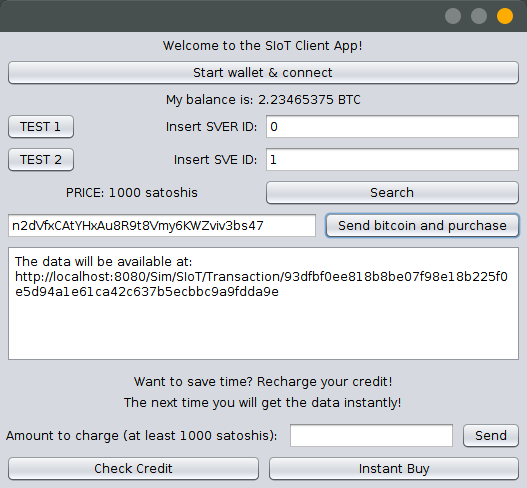 Welcome to the SIoT Client App!
Start wallet & connect
My balance is: 2.23465375 BTC
TEST 1 Insert SVER ID: 0
TEST 2 Insert SVE ID: 1
PRICE: 1000 satoshis Search
n2dVfxCAtYHxAu8R9t8Vmy6KWZviv3bs47 Send bitcoin and purchase
The data will be available at:
http://localhost:8080/Sim/SIoT/Transaction/93dfbf0ee818b8be07f98e18b225f0
e5d94a1e61ca42c637b5ecbbc9a9fdda9e
Want to save time? Recharge your credit!
The next time you will get the data instantly!
Amount to charge (at least 1000 satoshis): Send
Check Credit Instant Buy